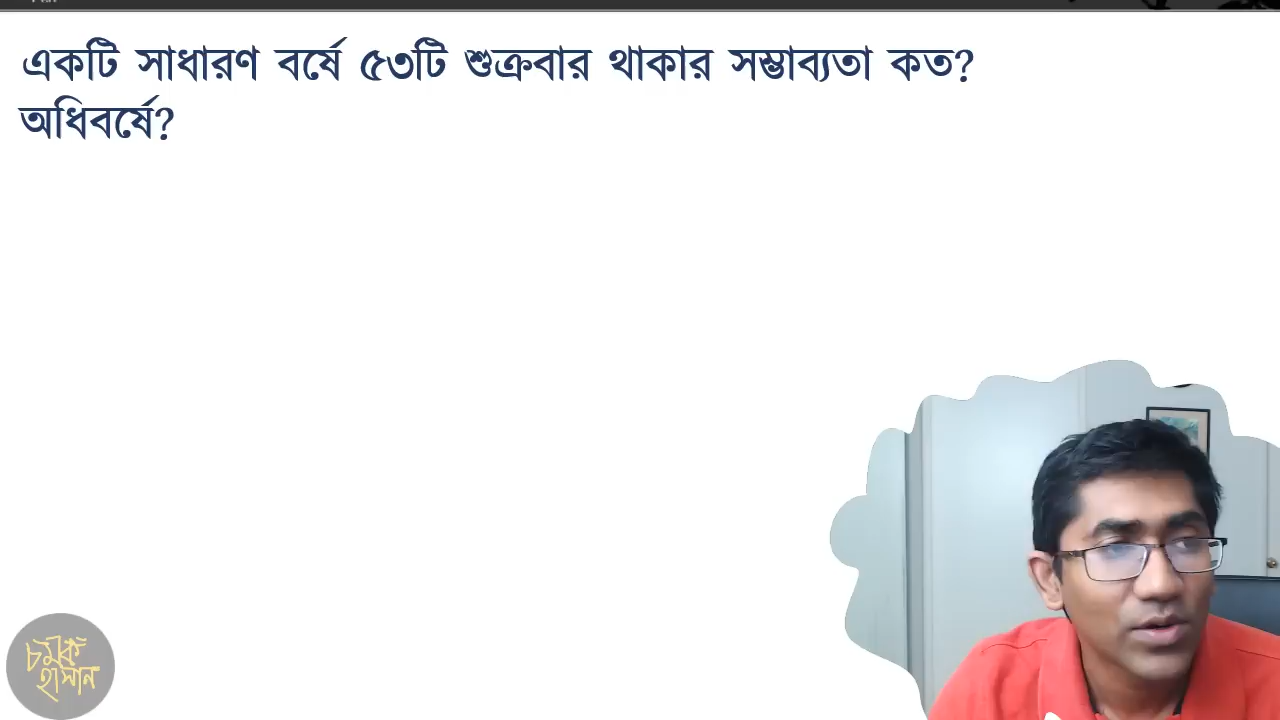 একটি সাধারণ বর্ষে ৫৩টি শুক্রবার থাকার সম্ভাব্যতা কত?
অধিবর্ষে?
চমক
হাসান